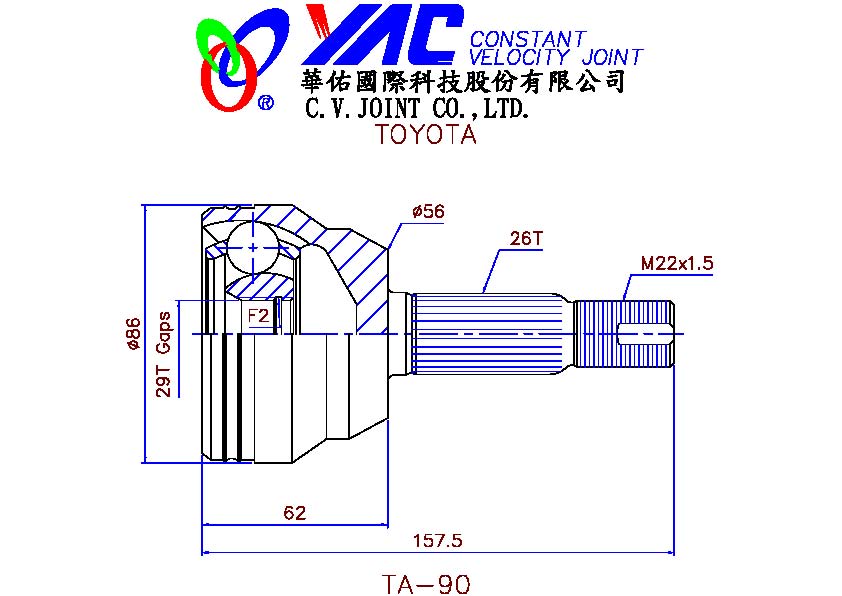 YAC CONSTANT
VELOCITY JOINT
®
華佑國際科技股份有限公司
C.V.JOINT CO.,LTD.
TOYOTA
ø56
26T
M22x1.5
F2
ø86
29T Gaps
62
157.5
TA-90